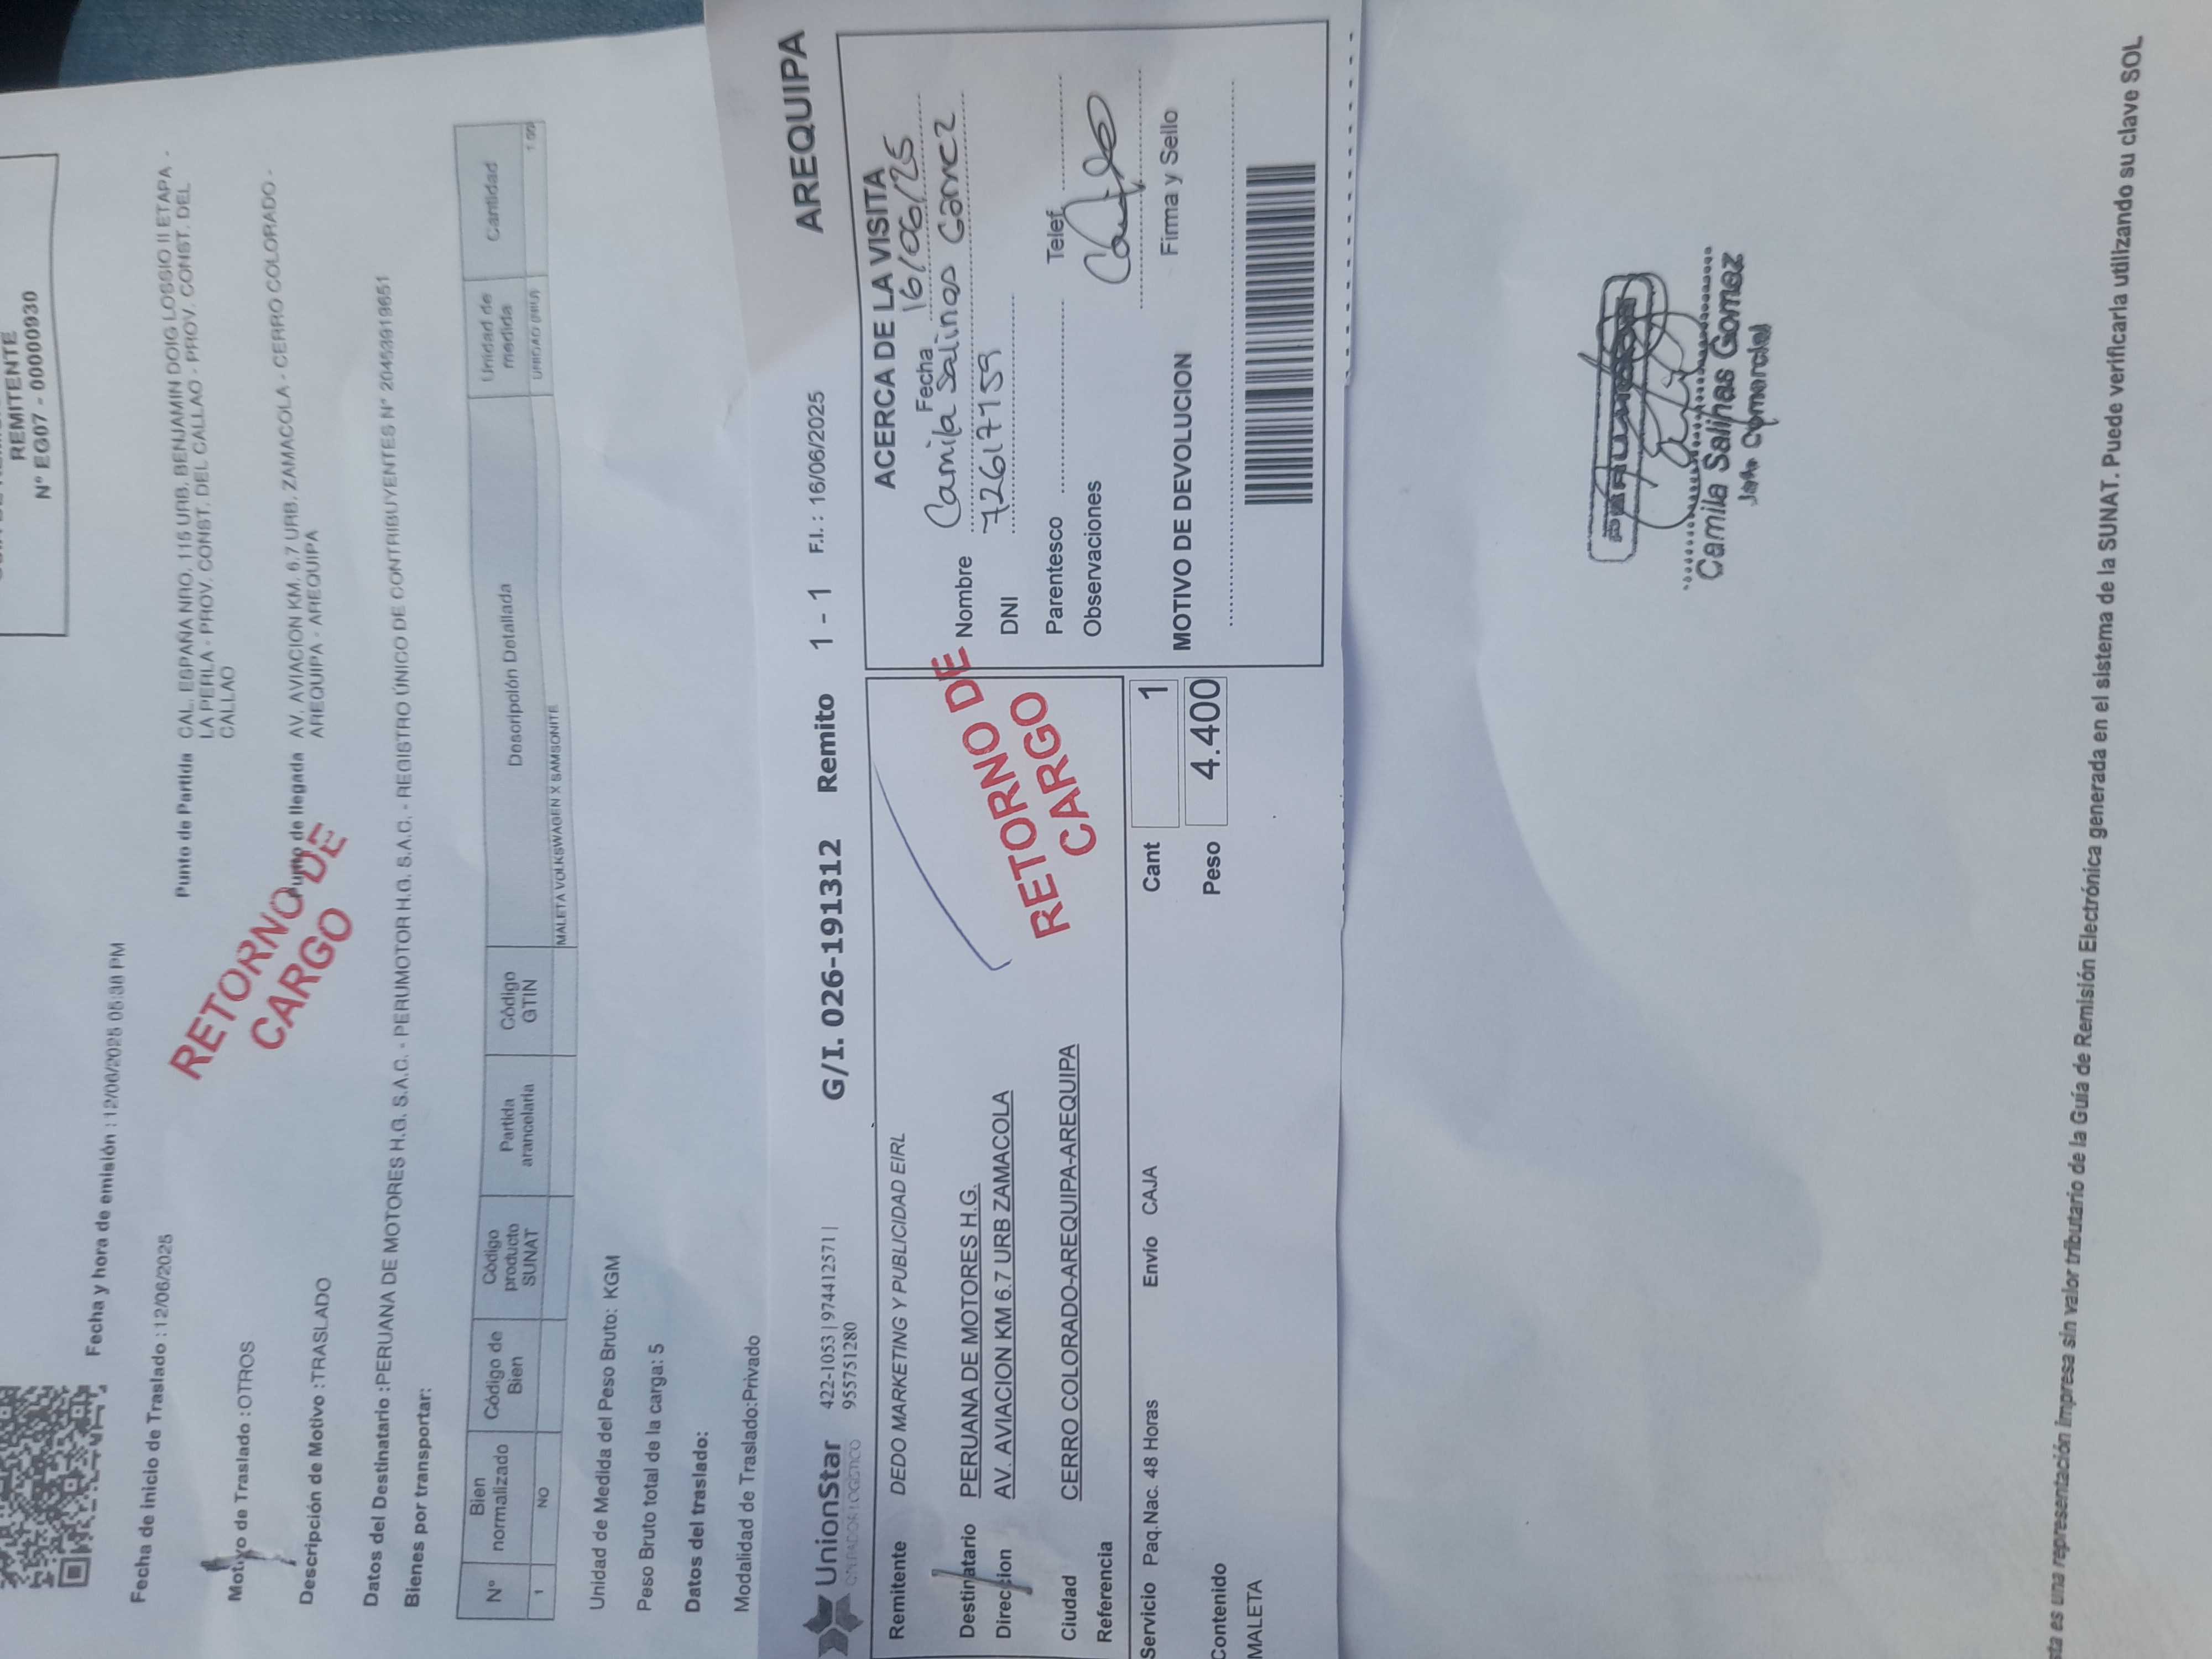 REMITENTE
N° EG07 - 00000930
Fecha y hora de emisión : 12/06/2025 05:38 PM
Fecha de inicio de Traslado : 12/06/2025
Punto de Partida CAL. ESPAÑA NRO. 115 URB. BENJAMIN DOIG LOSSIO II ETAPA -
LA PERLA - PROV. CONST. DEL CALLAO - PROV. CONST. DEL
CALLAO
Motivo de Traslado : OTROS
Punto de llegada AV. AVIACION KM. 6.7 URB. ZAMACOLA - CERRO COLORADO -
AREQUIPA - AREQUIPA
Descripción de Motivo : TRASLADO
RETORNO DE
CARGO
Datos del Destinatario : PERUANA DE MOTORES H.G. S.A.C. - PERUMOTOR H.G. S.A.C. - REGISTRO ÚNICO DE CONTRIBUYENTES N° 20453919651
Bienes por transportar:
N° Bien normalizado Código de Bien Código producto SUNAT Partida arancelaria Código GTIN Descripción Detallada Unidad de medida Cantidad
1 NO MALETA VOLKSWAGEN X SAMSONITE UNIDAD 1.00
Unidad de Medida del Peso Bruto: KGM
Peso Bruto total de la carga: 5
Datos del traslado:
Modalidad de Traslado:Privado
UnionStar
OPERADOR LOGISTICO
422-1053 | 974412571 |
955751280
G/I. 026-191312 Remito 1 - 1 F.I. : 16/06/2025 AREQUIPA
Remitente DEDO MARKETING Y PUBLICIDAD EIRL
Destinatario PERUANA DE MOTORES H.G.
Direccion AV. AVIACION KM 6.7 URB ZAMACOLA
Ciudad CERRO COLORADO-AREQUIPA-AREQUIPA
Referencia
RETORNO DE
CARGO
Servicio Paq.Nac. 48 Horas Envío CAJA Cant 1
Contenido Peso 4.400
MALETA
ACERCA DE LA VISITA
Fecha 16/06/25
Nombre Camila Salinas Gomez
DNI 72617159
Parentesco Telef
Observaciones
Firma y Sello
MOTIVO DE DEVOLUCION
Camila Salinas Gomez
Jefe Comercial
sta es una representación impresa sin valor tributario de la Guía de Remisión Electrónica generada en el sistema de la SUNAT. Puede verificarla utilizando su clave SOL